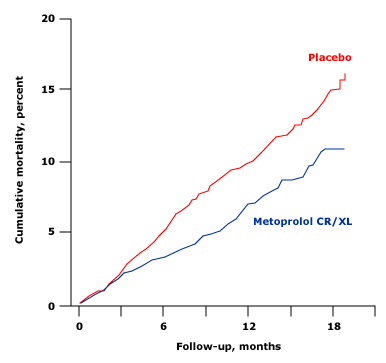 20
Placebo
15
Cumulative mortality, percent
10
Metoprolol CR/XL
5
0
0 6 12 18
Follow-up, months